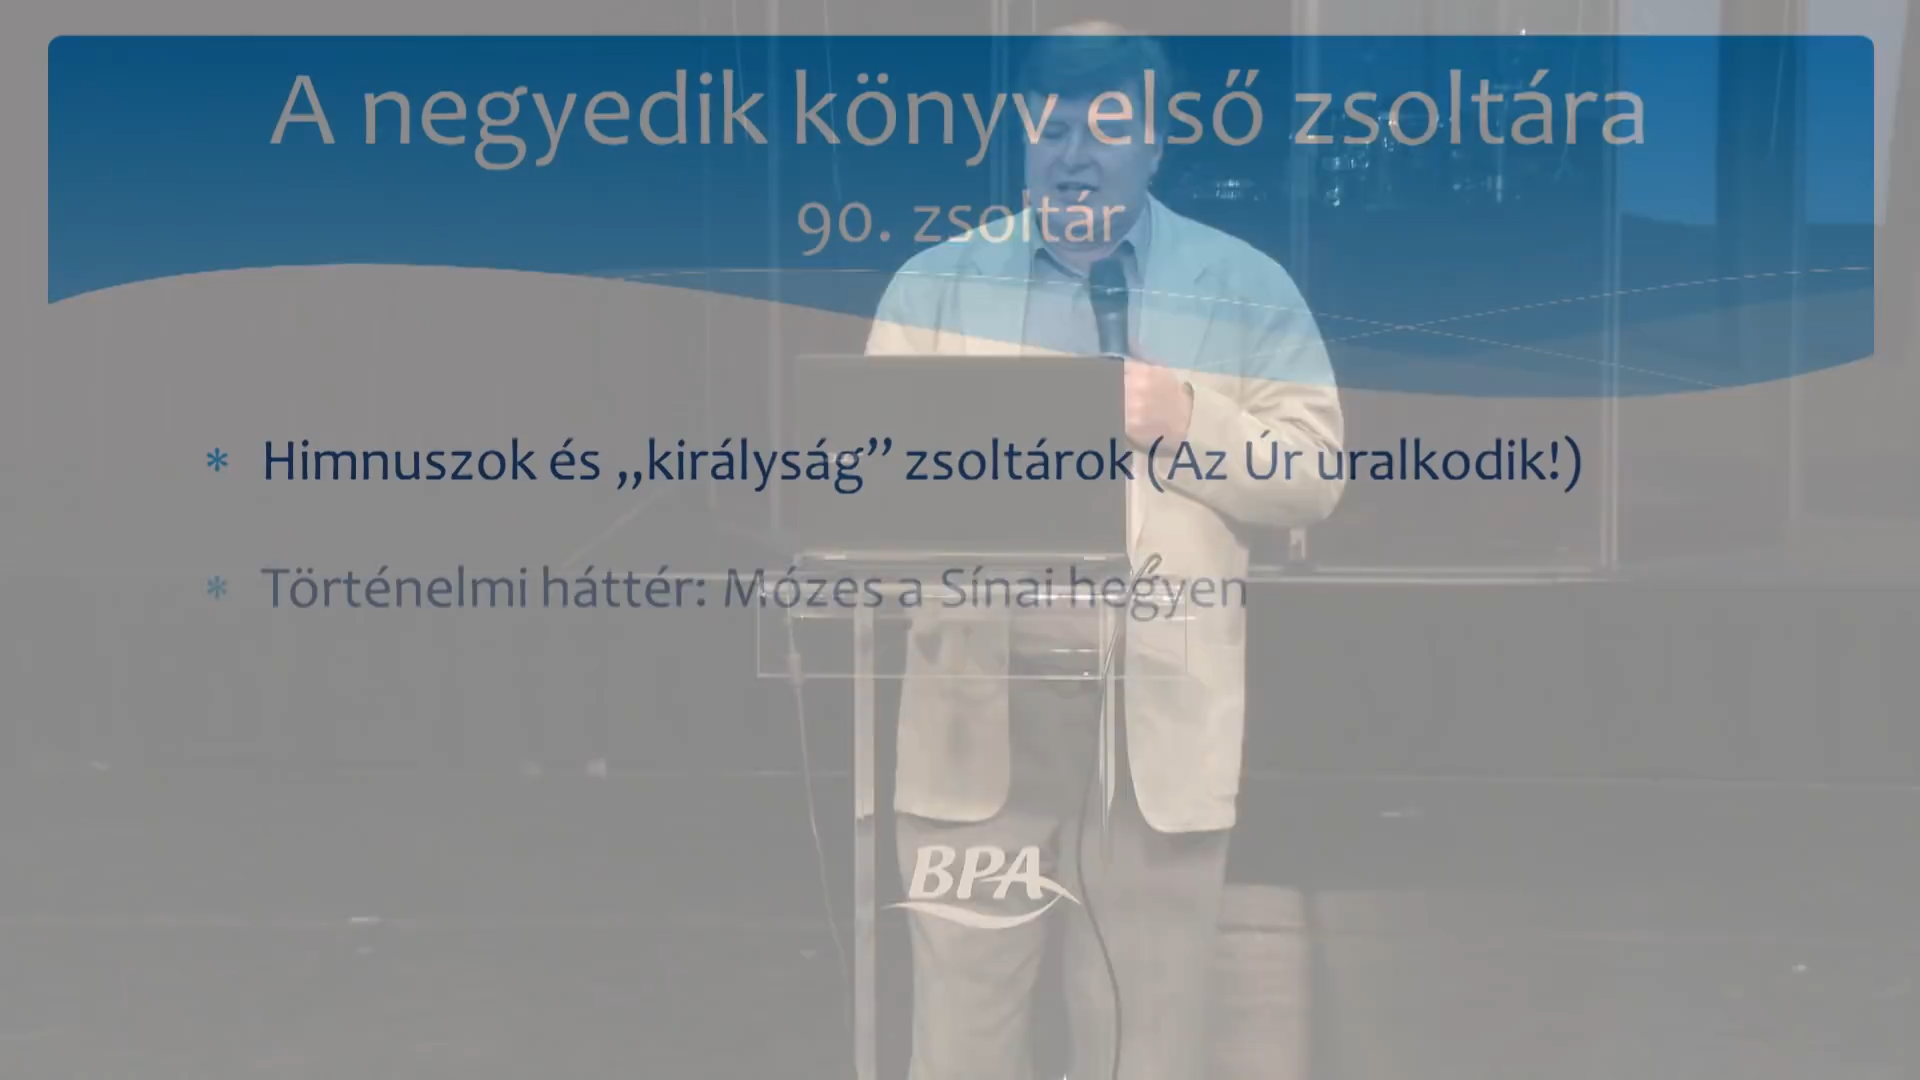 A negyedik könyv első zsoltára
90. zsoltár
* Himnuszok és „királyság” zsoltárok (Az Úr uralkodik!)
* Történelmi háttér: Mózes a Sínai hegyen
BPA